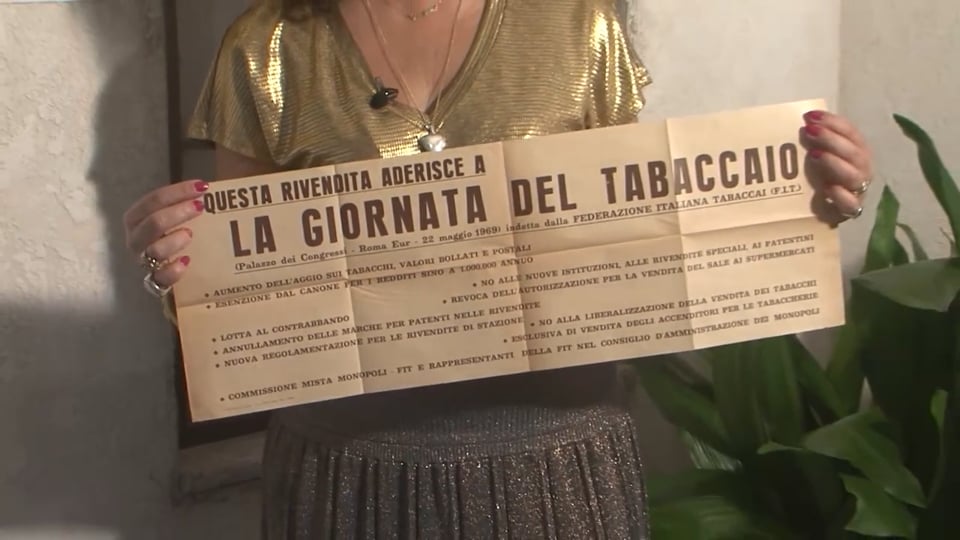 QUESTA RIVENDITA ADERISCE A
LA GIORNATA DEL TABACCAIO
(Palazzo dei Congressi - Roma Eur - 22 maggio 1969) indetta dalla FEDERAZIONE ITALIANA TABACCAI (F.I.T.)
• AUMENTO DELL'AGGIO SUI TABACCHI, VALORI BOLLATI E POSTALI
• ESENZIONE DAL CANONE PER I REDDITI SINO A 1.000.000 ANNUO
• NO ALLE NUOVE ISTITUZIONI, ALLE RIVENDITE SPECIALI, AI PATENTINI
• REVOCA DELL'AUTORIZZAZIONE PER LA VENDITA DEL SALE AI SUPERMERCATI
• LOTTA AL CONTRABBANDO
• ANNULLAMENTO DELLE MARCHE PER PATENTI NELLE RIVENDITE
• NUOVA REGOLAMENTAZIONE PER LE RIVENDITE DI STAZIONE
• NO ALLA LIBERALIZZAZIONE DELLA VENDITA DEI TABACCHI
• ESCLUSIVA DI VENDITA DEGLI ACCENDITORI PER LE TABACCHERIE
• COMMISSIONE MISTA MONOPOLI - FIT E RAPPRESENTANTI DELLA FIT NEL CONSIGLIO D'AMMINISTRAZIONE DEI MONOPOLI